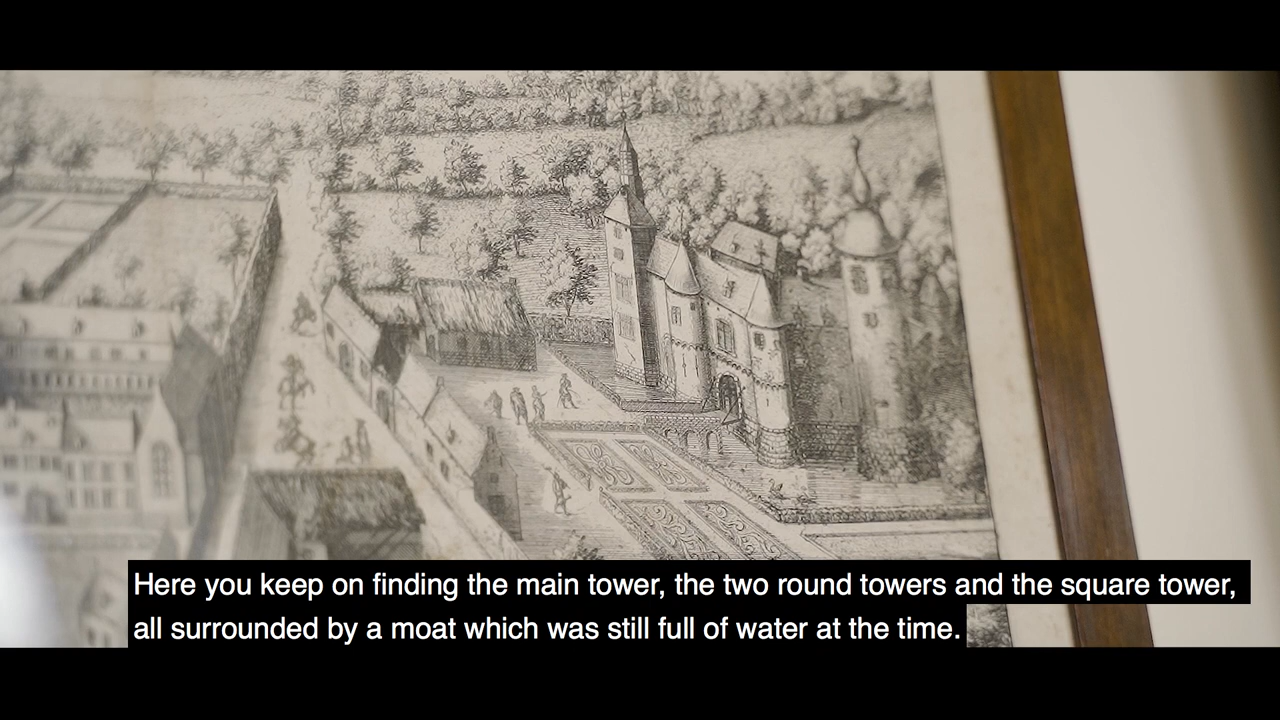 Here you keep on finding the main tower, the two round towers and the square tower,
all surrounded by a moat which was still full of water at the time.